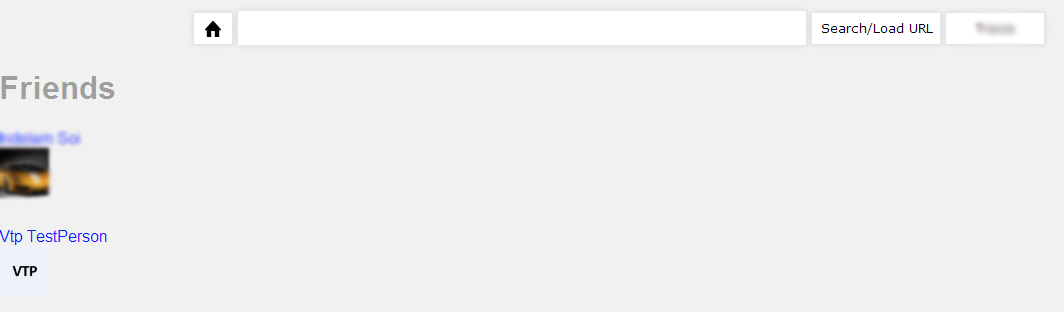 Search/Load URL
Friends
Vtp TestPerson
VTP